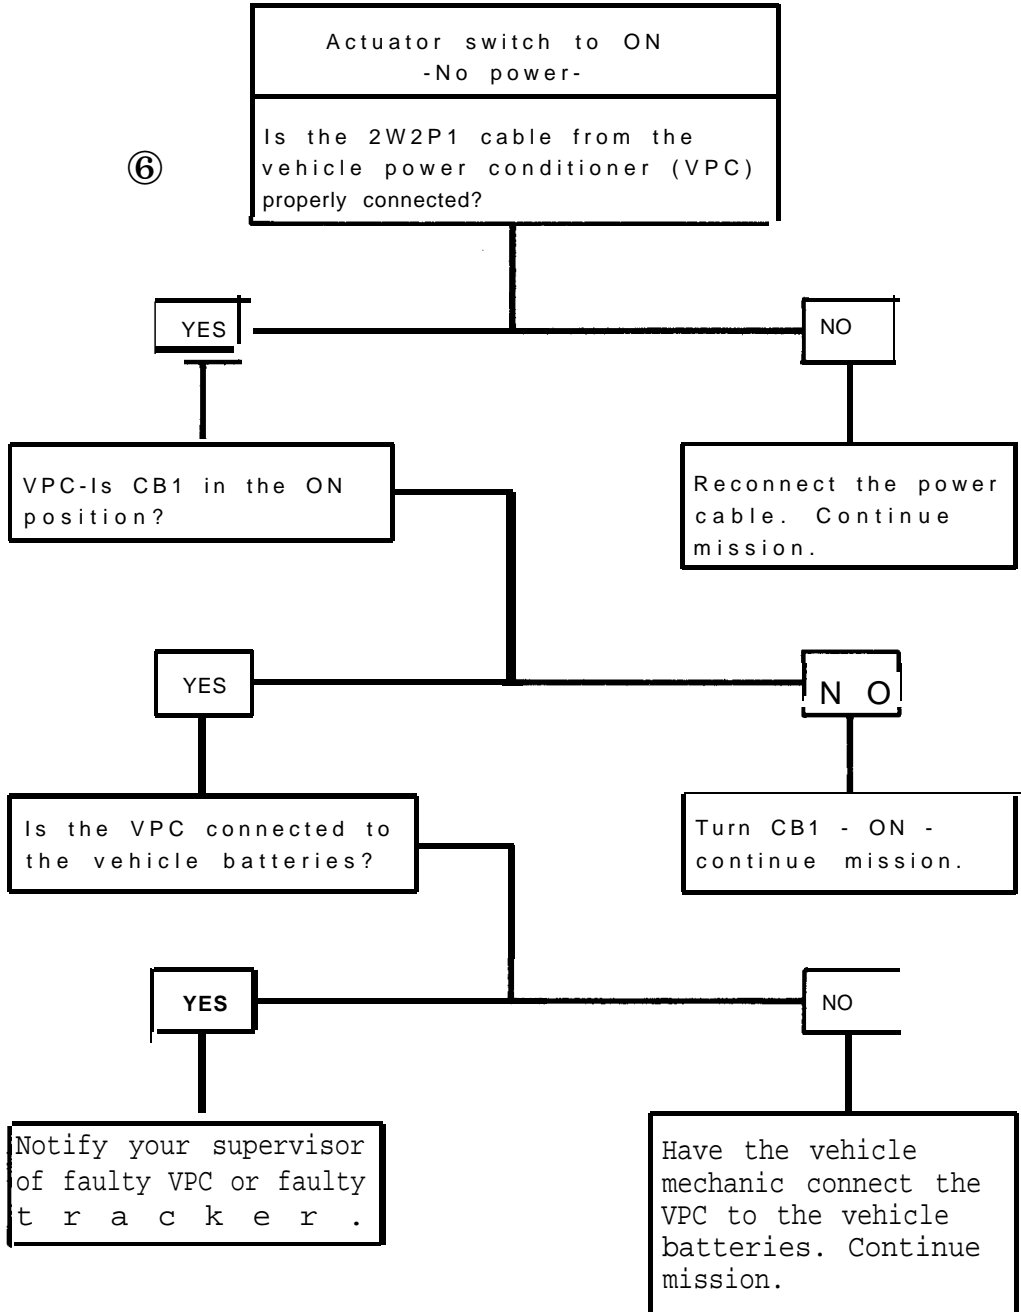 Actuator switch to ON
-No power-
⑥
Is the 2W2P1 cable from the
vehicle power conditioner (VPC)
properly connected?
YES
NO
VPC-Is CB1 in the ON
position?
Reconnect the power
cable. Continue
mission.
YES
N O
Is the VPC connected to
the vehicle batteries?
Turn CB1 - ON -
continue mission.
YES
NO
Notify your supervisor
of faulty VPC or faulty
tracker.
Have the vehicle
mechanic connect the
VPC to the vehicle
batteries. Continue
mission.